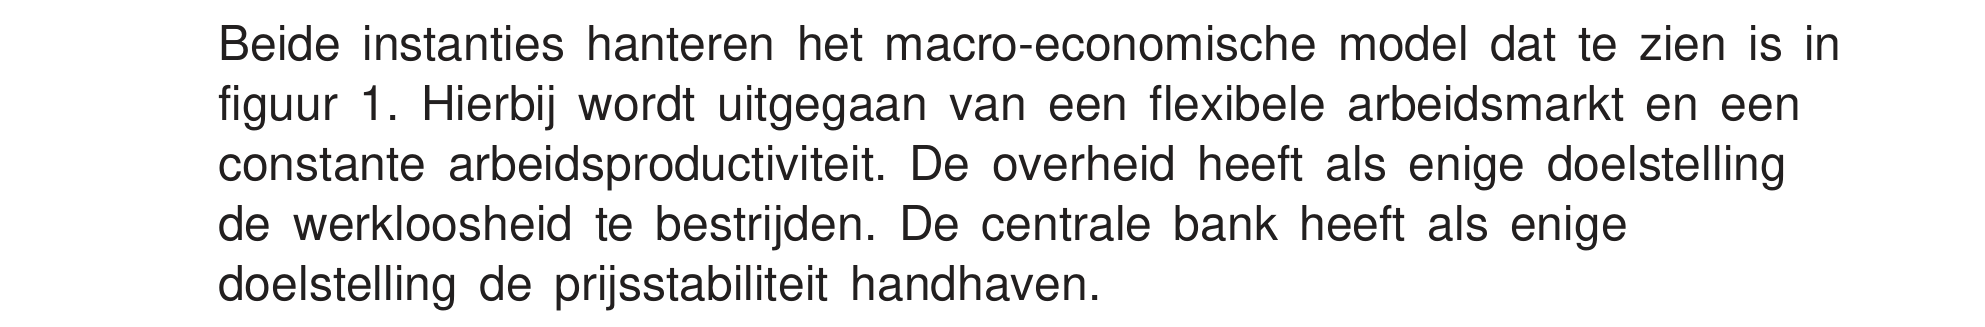 Beide instanties hanteren het macro-economische model dat te zien is in
figuur 1. Hierbij wordt uitgegaan van een flexibele arbeidsmarkt en een
constante arbeidsproductiviteit. De overheid heeft als enige doelstelling
de werkloosheid te bestrijden. De centrale bank heeft als enige
doelstelling de prijsstabiliteit handhaven.